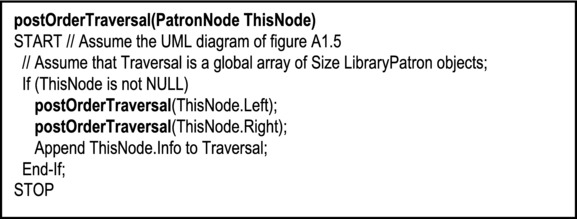 postOrderTraversal(PatronNode ThisNode)
START // Assume the UML diagram of figure A1.5
// Assume that Traversal is a global array of Size LibraryPatron objects;
If (ThisNode is not NULL)
postOrderTraversal(ThisNode.Left);
postOrderTraversal(ThisNode.Right);
Append ThisNode.Info to Traversal;
End-If;
STOP